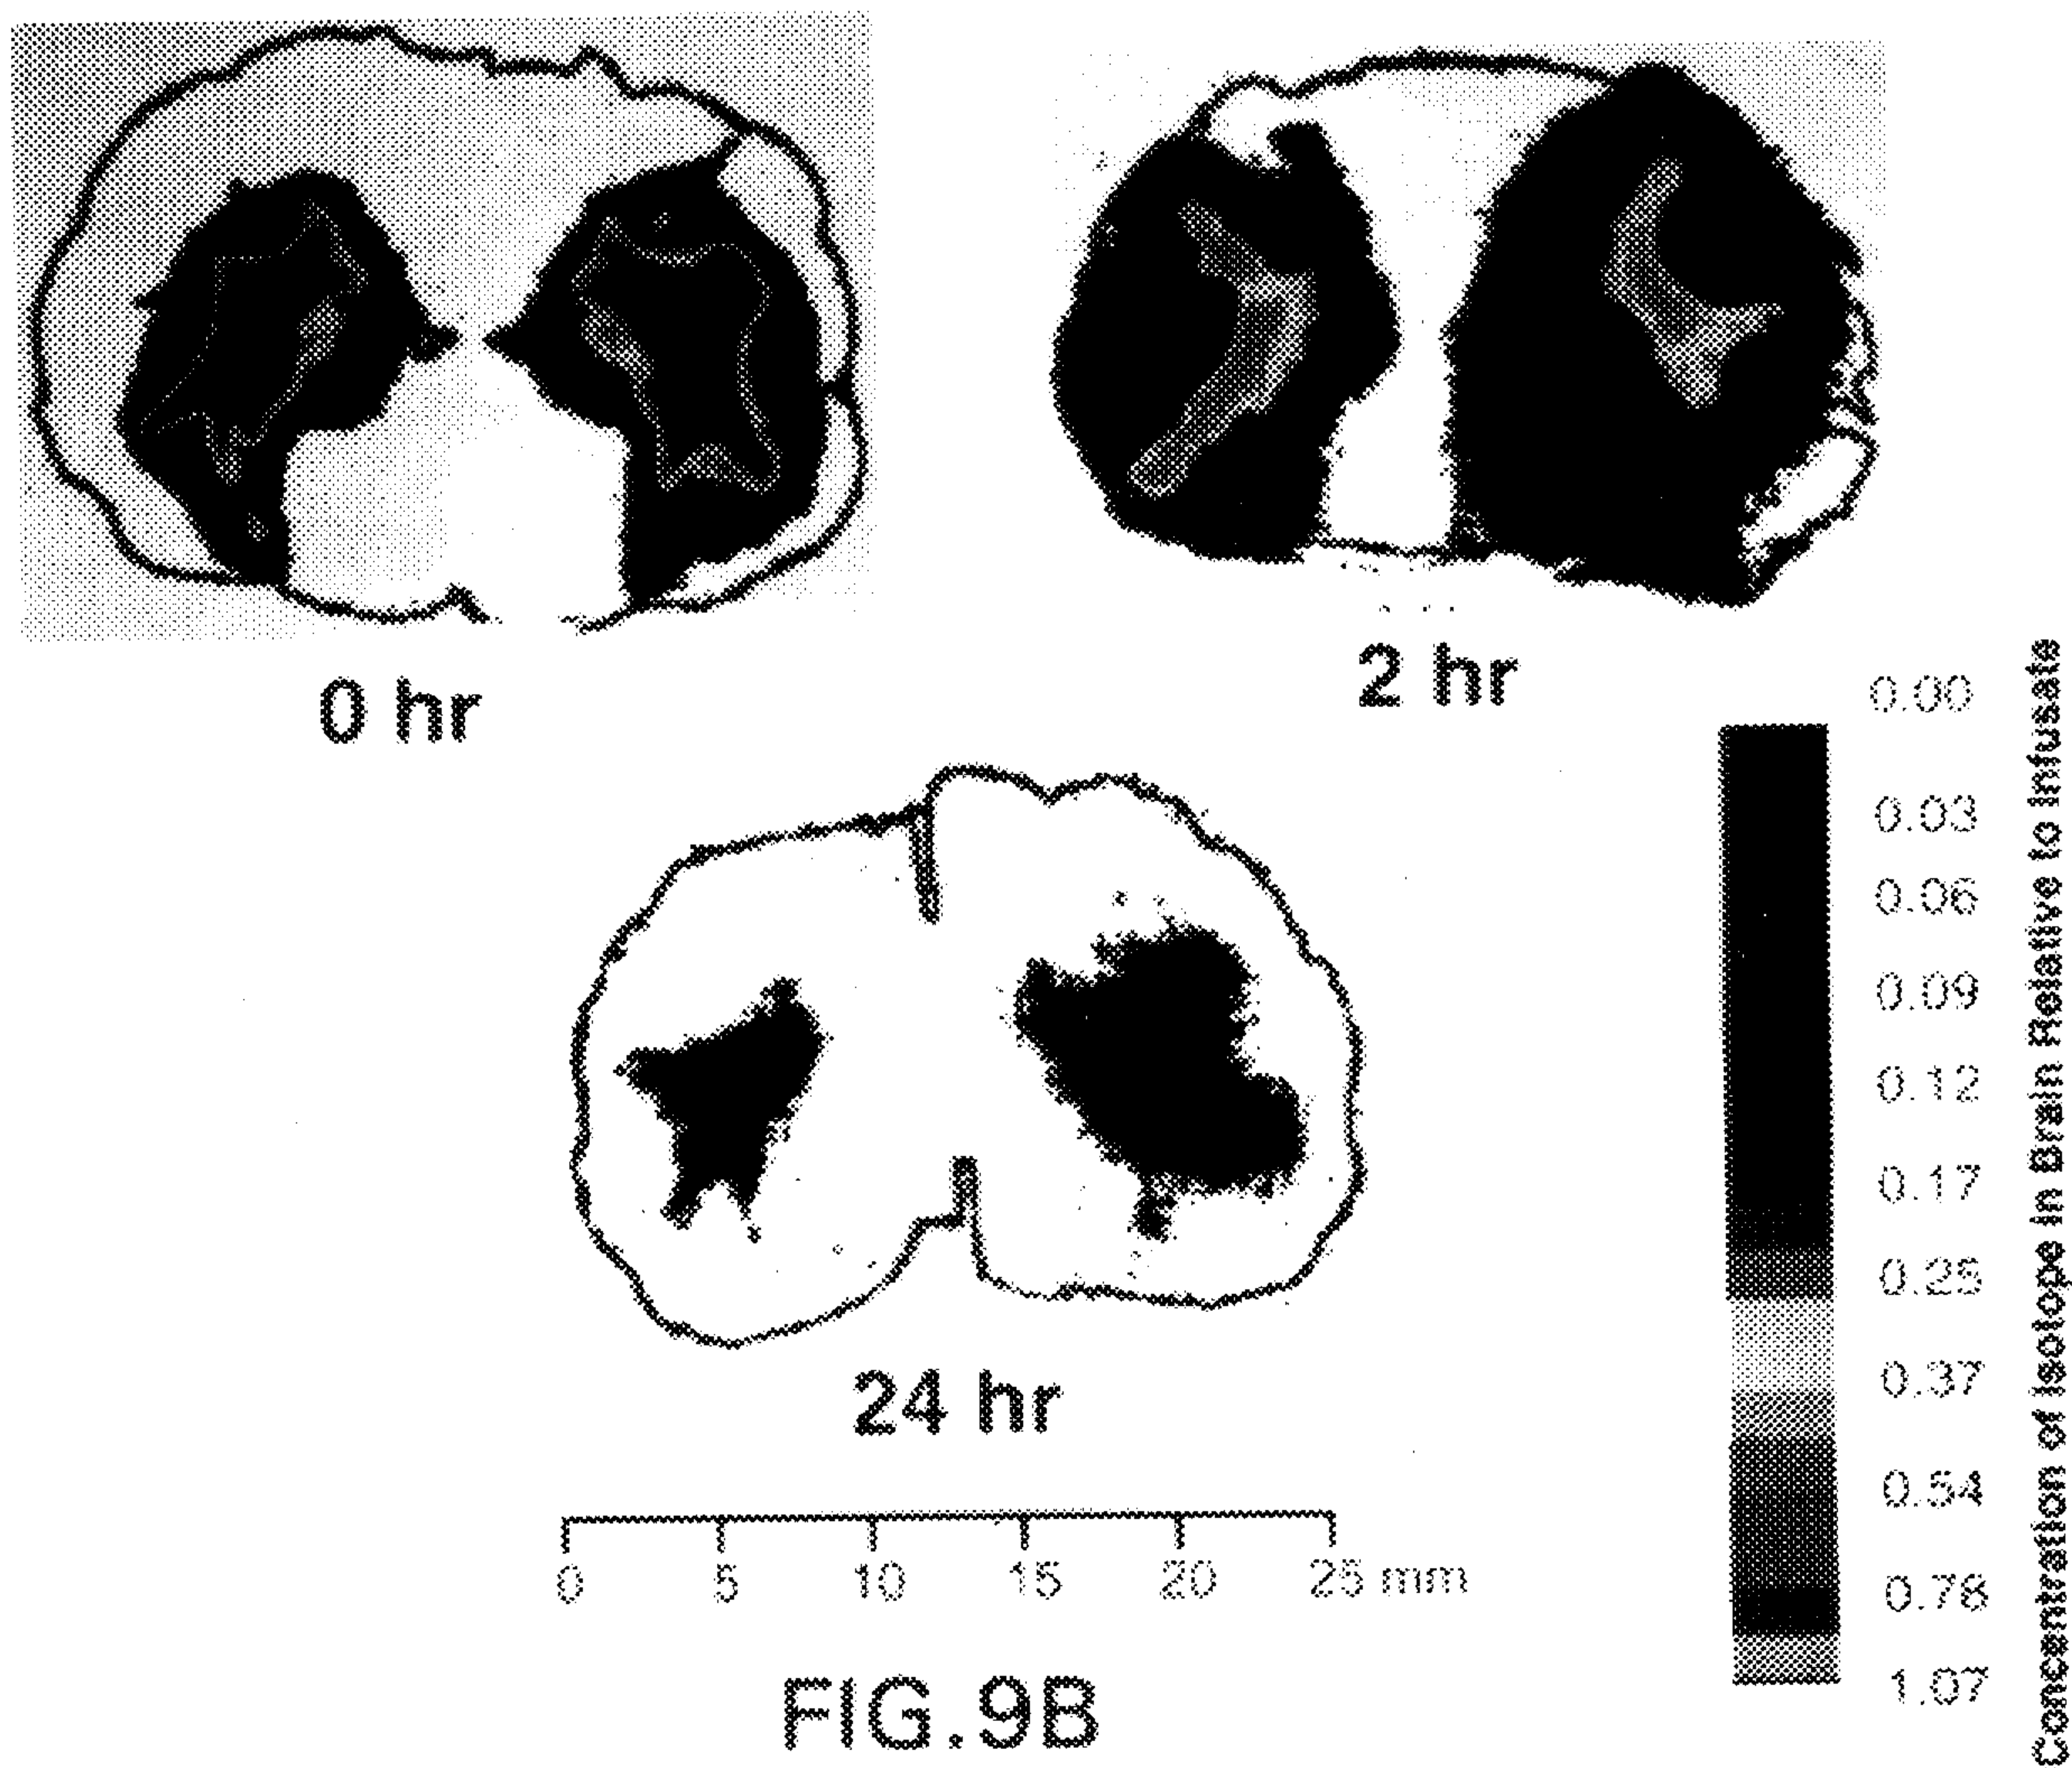 0 hr
2 hr
24 hr
0 5 10 15 20 25 mm
FIG.9B
0.00
0.03
0.06
0.09
0.12
0.17
0.25
0.37
0.54
0.78
1.07
Concentration of Isotope in Brain Relative to Infusate